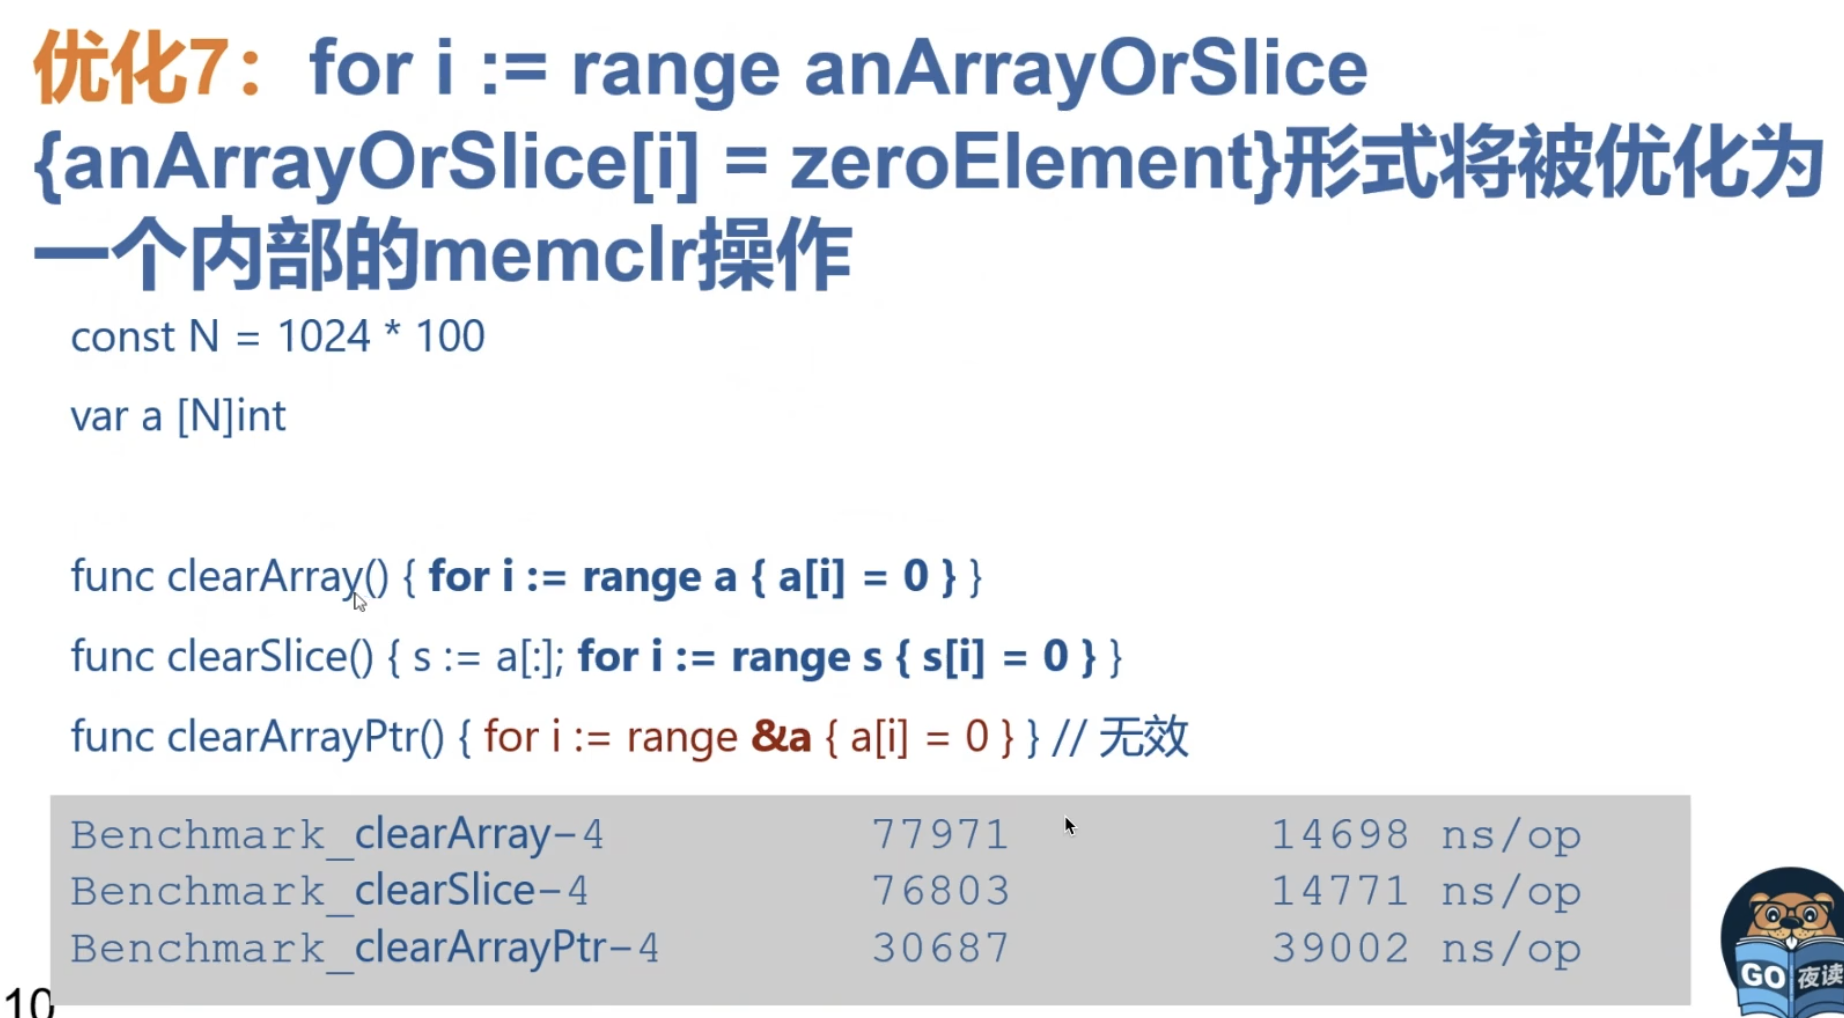 优化7：for i := range anArrayOrSlice
{anArrayOrSlice[i] = zeroElement}形式将被优化为
一个内部的memclr操作
const N = 1024 * 100
var a [N]int
func clearArray() { for i := range a { a[i] = 0 } }
func clearSlice() { s := a[:]; for i := range s { s[i] = 0 } }
func clearArrayPtr() { for i := range &a { a[i] = 0 } } // 无效
Benchmark_clearArray-4 77971 14698 ns/op
Benchmark_clearSlice-4 76803 14771 ns/op
Benchmark_clearArrayPtr-4 30687 39002 ns/op
GO 夜读
10